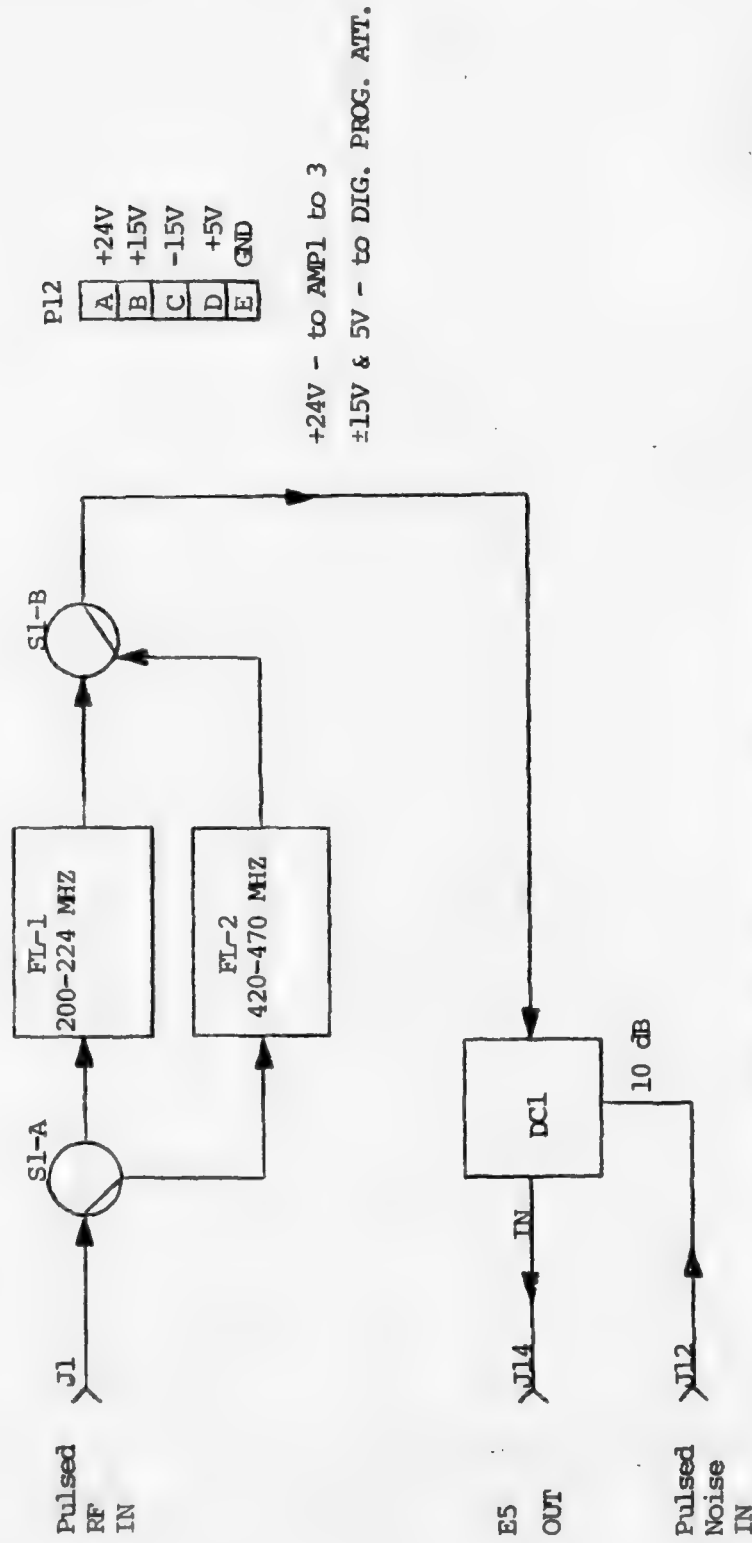 Pulsed
RF
IN
J1
S1-A
FL-1
200-224 MHZ
FL-2
420-470 MHZ
S1-B
P12
A +24V
B +15V
C -15V
D +5V
E GND
+24V - to AMP1 to 3
±15V & 5V - to DIG. PROG. ATT.
E5
OUT
J14
IN
DC1
10 dB
Pulsed
Noise
IN
J12